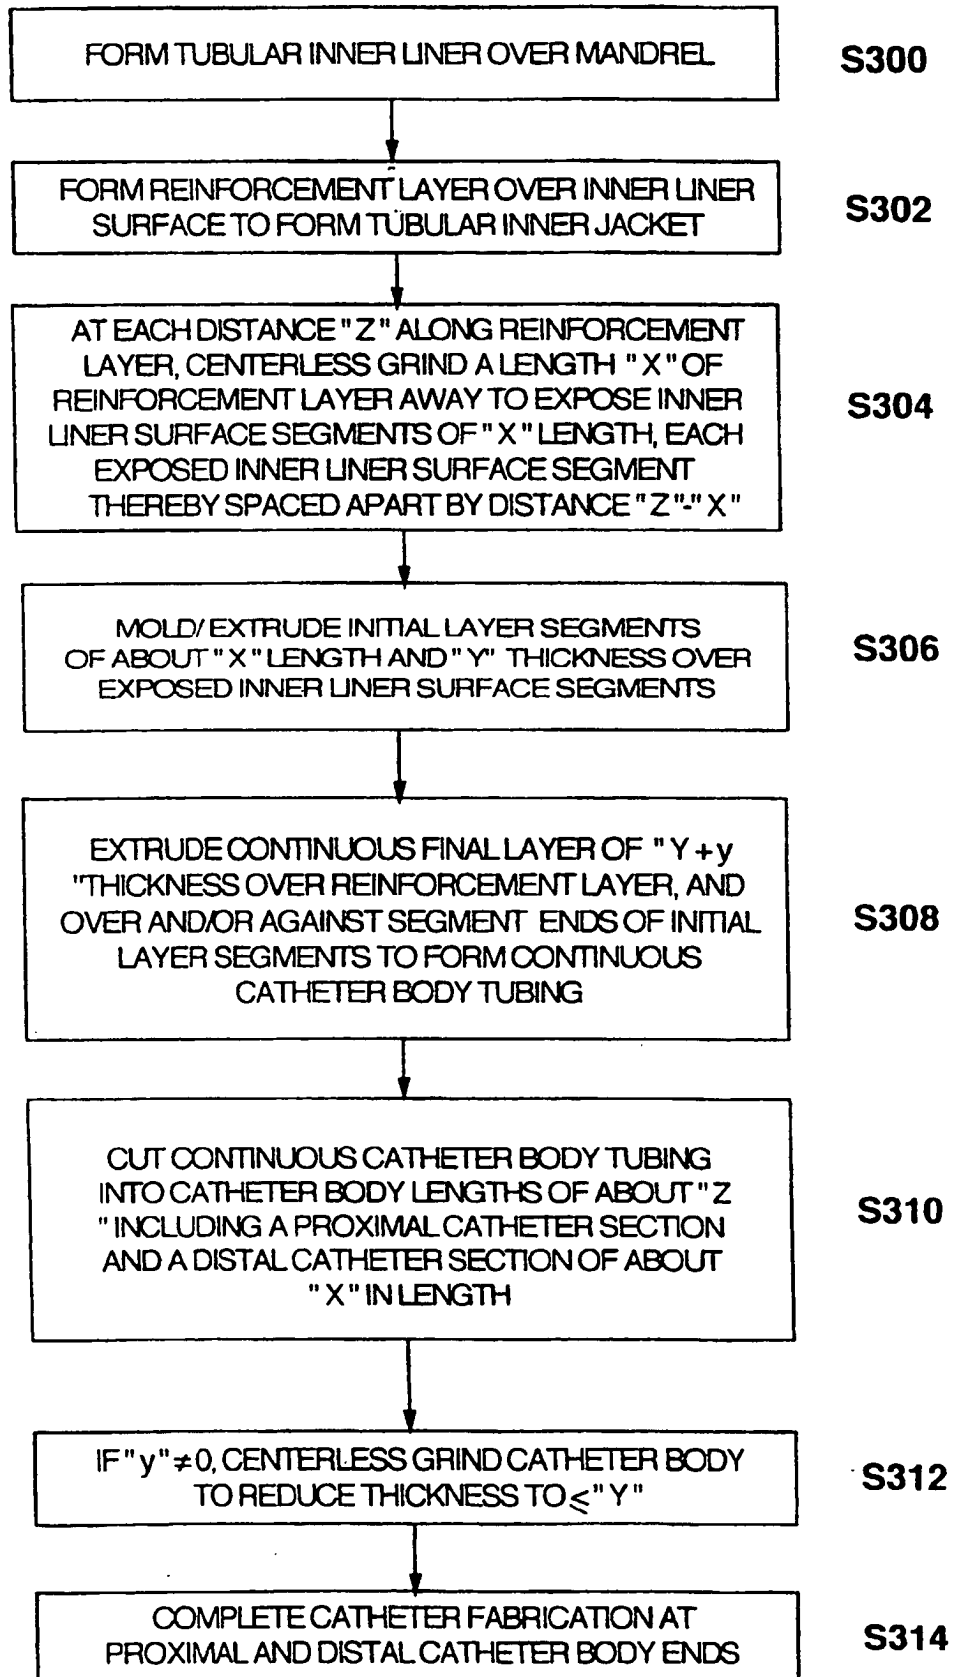 FORM TUBULAR INNER LINER OVER MANDREL
S300
FORM REINFORCEMENT LAYER OVER INNER LINER
SURFACE TO FORM TUBULAR INNER JACKET
S302
AT EACH DISTANCE "Z" ALONG REINFORCEMENT
LAYER, CENTERLESS GRIND A LENGTH "X" OF
REINFORCEMENT LAYER AWAY TO EXPOSE INNER
LINER SURFACE SEGMENTS OF "X" LENGTH, EACH
EXPOSED INNER LINER SURFACE SEGMENT
THEREBY SPACED APART BY DISTANCE "Z"-"X"
S304
MOLD/ EXTRUDE INITIAL LAYER SEGMENTS
OF ABOUT "X" LENGTH AND "Y" THICKNESS OVER
EXPOSED INNER LINER SURFACE SEGMENTS
S306
EXTRUDE CONTINUOUS FINAL LAYER OF "Y+y
"THICKNESS OVER REINFORCEMENT LAYER, AND
OVER AND/OR AGAINST SEGMENT ENDS OF INITIAL
LAYER SEGMENTS TO FORM CONTINUOUS
CATHETER BODY TUBING
S308
CUT CONTINUOUS CATHETER BODY TUBING
INTO CATHETER BODY LENGTHS OF ABOUT "Z
" INCLUDING A PROXIMAL CATHETER SECTION
AND A DISTAL CATHETER SECTION OF ABOUT
"X" IN LENGTH
S310
IF "y" ≠ 0, CENTERLESS GRIND CATHETER BODY
TO REDUCE THICKNESS TO ≤ "Y"
S312
COMPLETE CATHETER FABRICATION AT
PROXIMAL AND DISTAL CATHETER BODY ENDS
S314